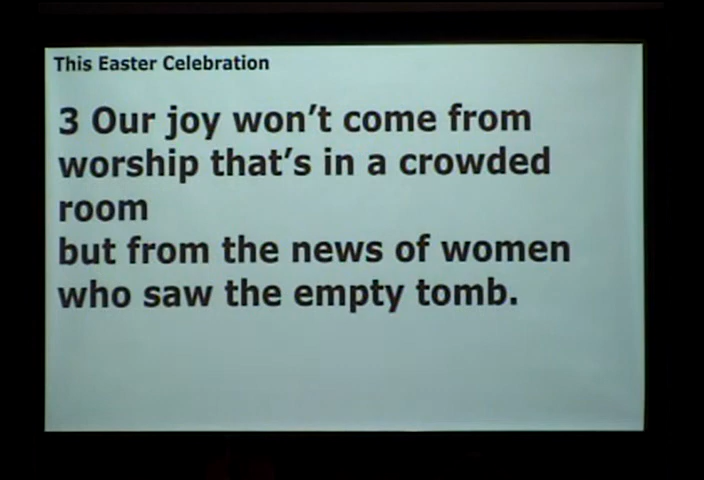 This Easter Celebration
3 Our joy won't come from
worship that's in a crowded
room
but from the news of women
who saw the empty tomb.